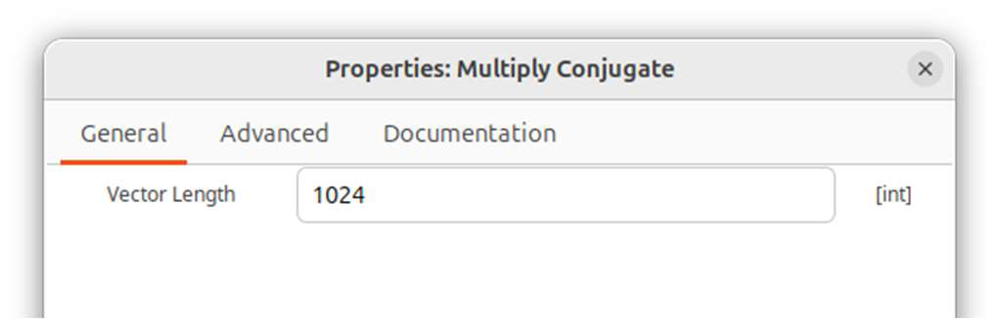 Properties: Multiply Conjugate
General Advanced Documentation
Vector Length 1024 [int]